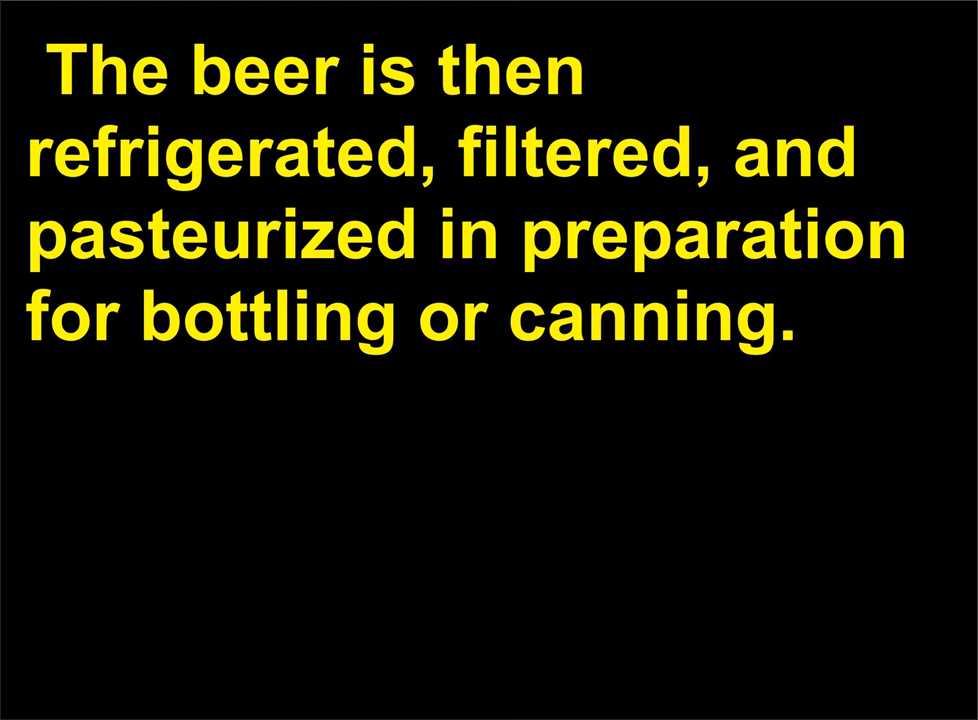 The beer is then
refrigerated, filtered, and
pasteurized in preparation
for bottling or canning.